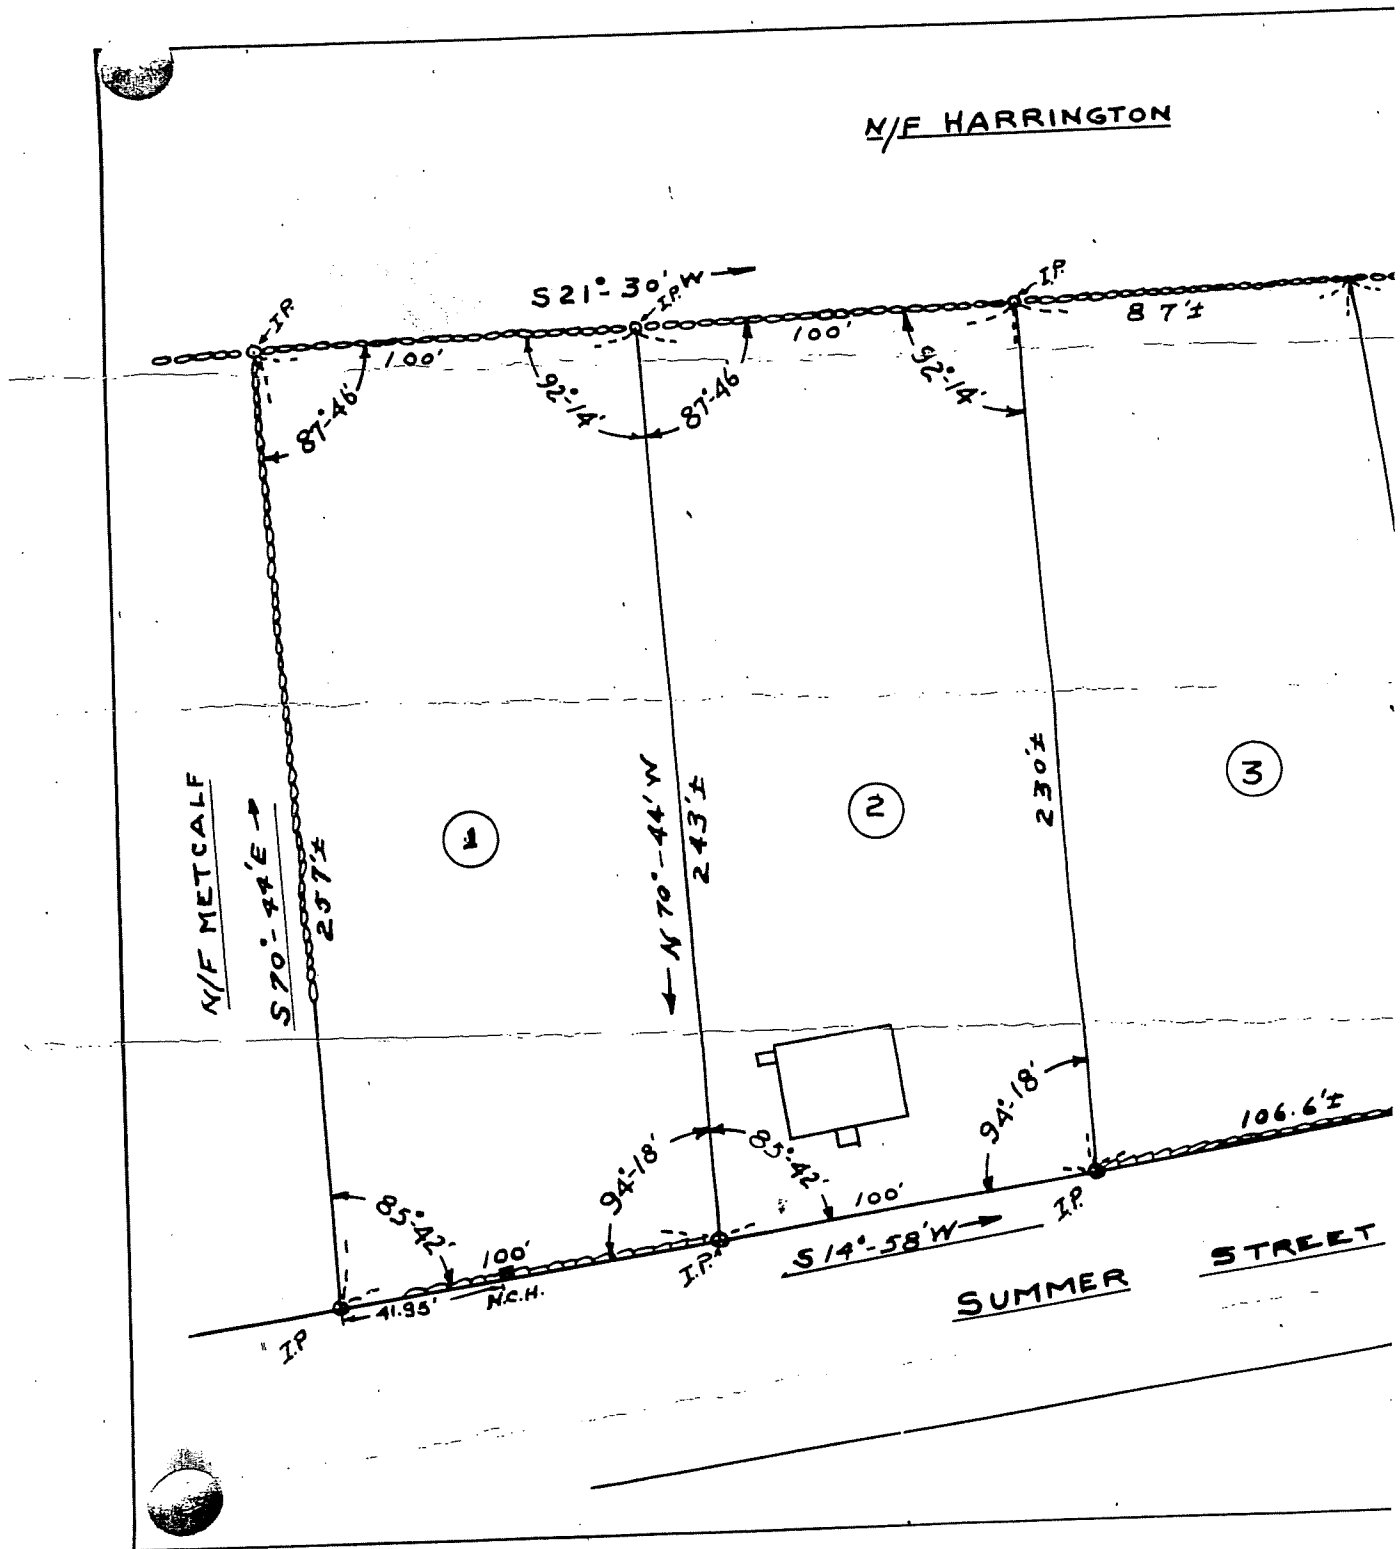 N/F HARRINGTON
S 21°-30' W
I.P.
I.P.
I.P.
100'
100'
87'±
87°-46'
92°-14'
87°-46'
92°-14'
N/F METCALF
S 70°-44' E
257'±
1
N 70°-44' W
243'±
2
230'±
3
85°-42'
94°-18'
85°-42'
94°-18'
106.6'±
100'
100'
41.95'
M.C.H.
I.P.
I.P.
I.P.
S 14°-58' W
SUMMER STREET